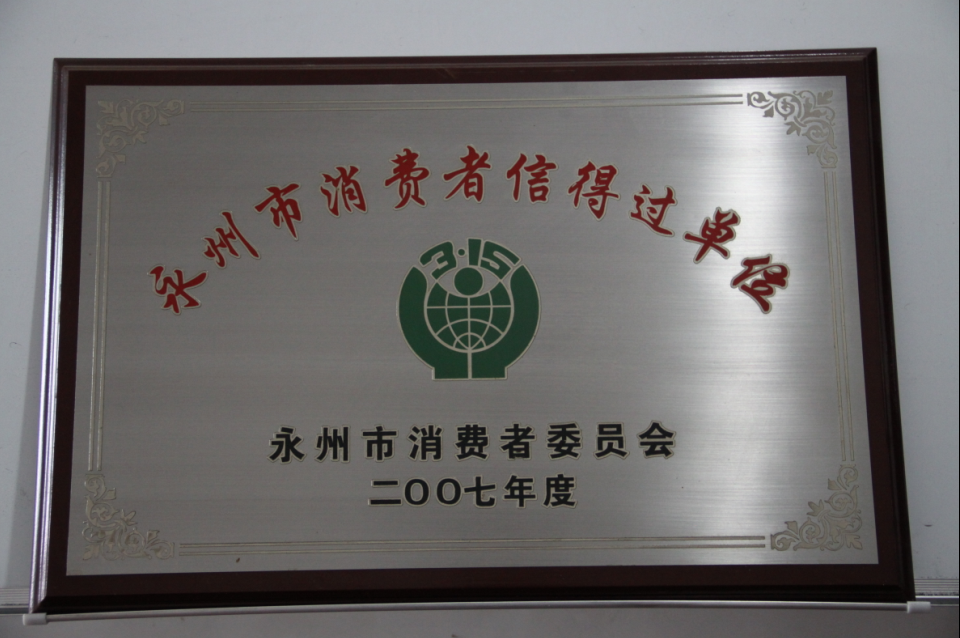 永州市消费者信得过单位
3·15
永州市消费者委员会
二〇〇七年度